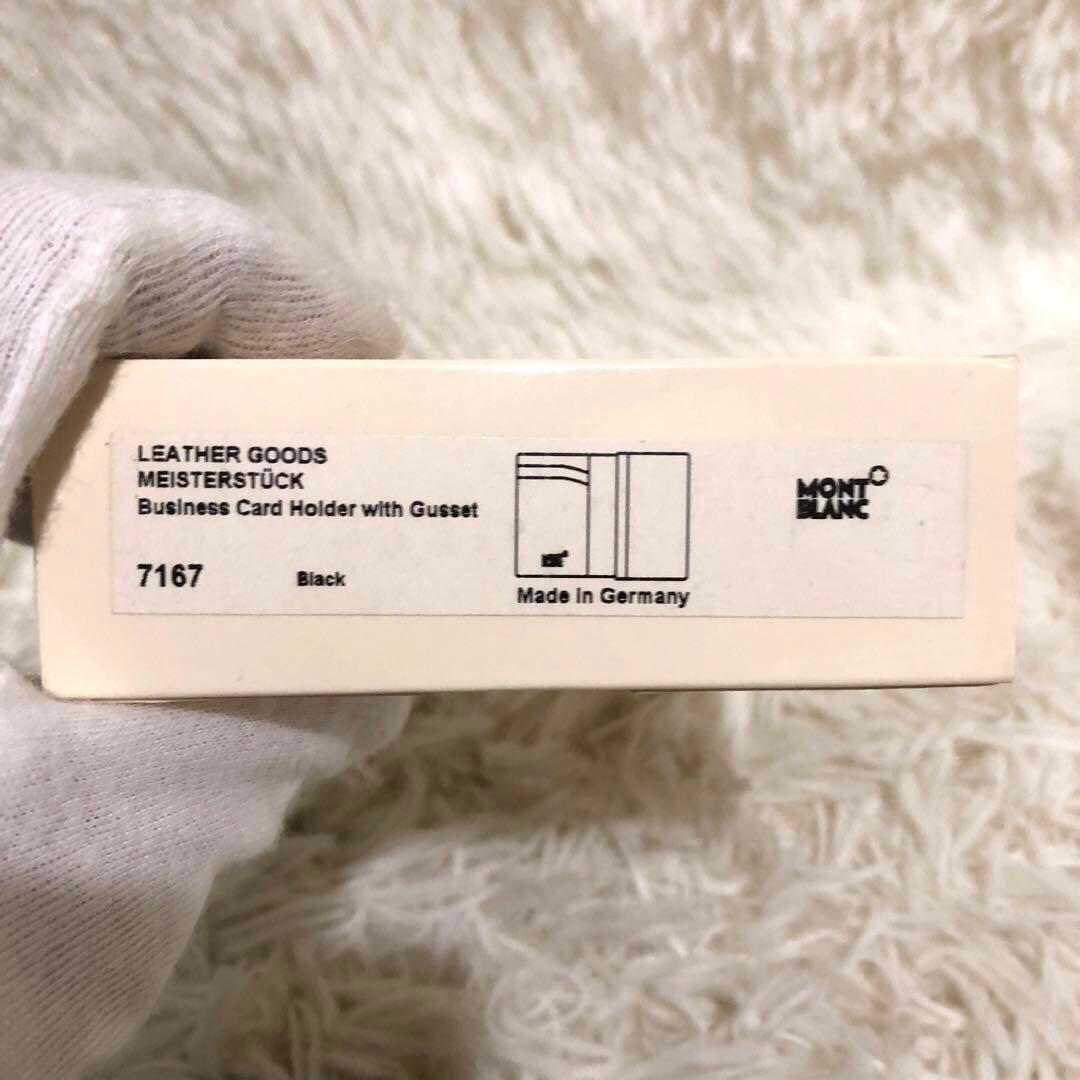 LEATHER GOODS
MEISTERSTÜCK
Business Card Holder with Gusset
7167 Black
Made in Germany
MONT
BLANC